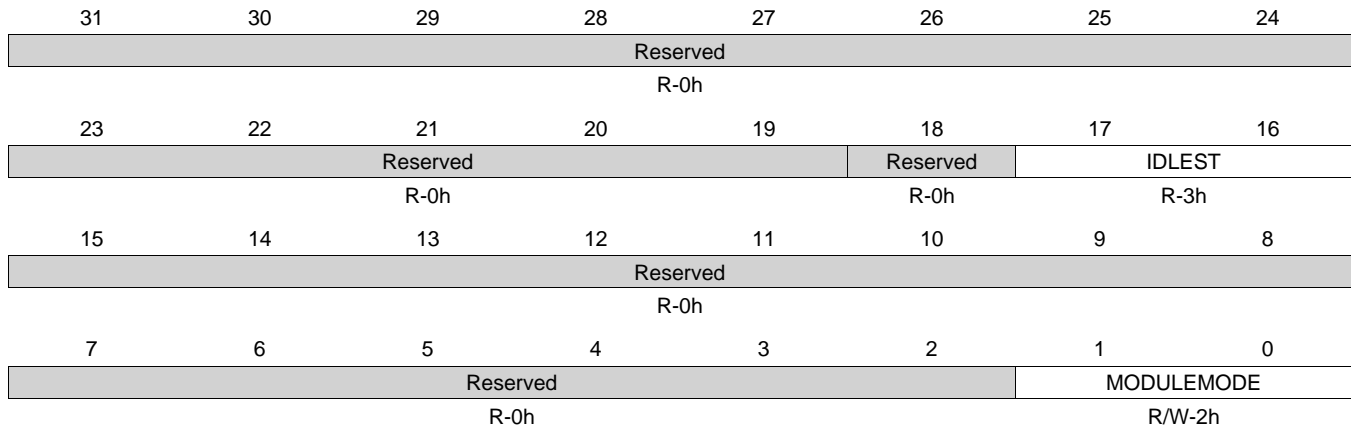 31 30 29 28 27 26 25 24
Reserved
R-0h
23 22 21 20 19 18 17 16
Reserved Reserved IDLEST
R-0h R-0h R-3h
15 14 13 12 11 10 9 8
Reserved
R-0h
7 6 5 4 3 2 1 0
Reserved MODULEMODE
R-0h R/W-2h